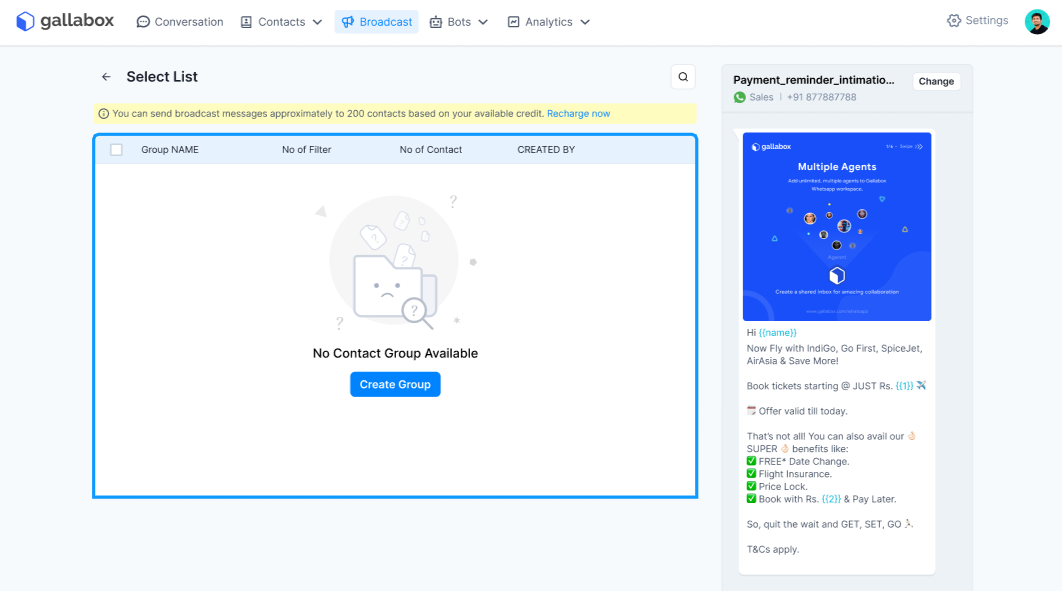 gallabox
Conversation
Contacts
Broadcast
Bots
Analytics
Settings
Select List
You can send broadcast messages approximately to 200 contacts based on your available credit. Recharge now
Group NAME
No of Filter
No of Contact
CREATED BY
?
?
?
?
?
No Contact Group Available
Create Group
Payment_reminder_intimatio...
Change
Sales | +91 877887788
gallabox
Multiple Agents
Add unlimited, multiple agents to Gallabox
Whatsapp workspace.
Create a shared inbox for amazing collaboration
www.gallabox.com/whatsapp
Hi {{name}}
Now Fly with IndiGo, Go First, SpiceJet,
AirAsia & Save More!
Book tickets starting @ JUST Rs. {{1}} ✈️
📅 Offer valid till today.
That's not all! You can also avail our 👌🏻
SUPER 👌🏻 benefits like:
✅ FREE* Date Change.
✅ Flight Insurance.
✅ Price Lock.
✅ Book with Rs. {{2}} & Pay Later.
So, quit the wait and GET, SET, GO 🏃🏻
T&Cs apply.